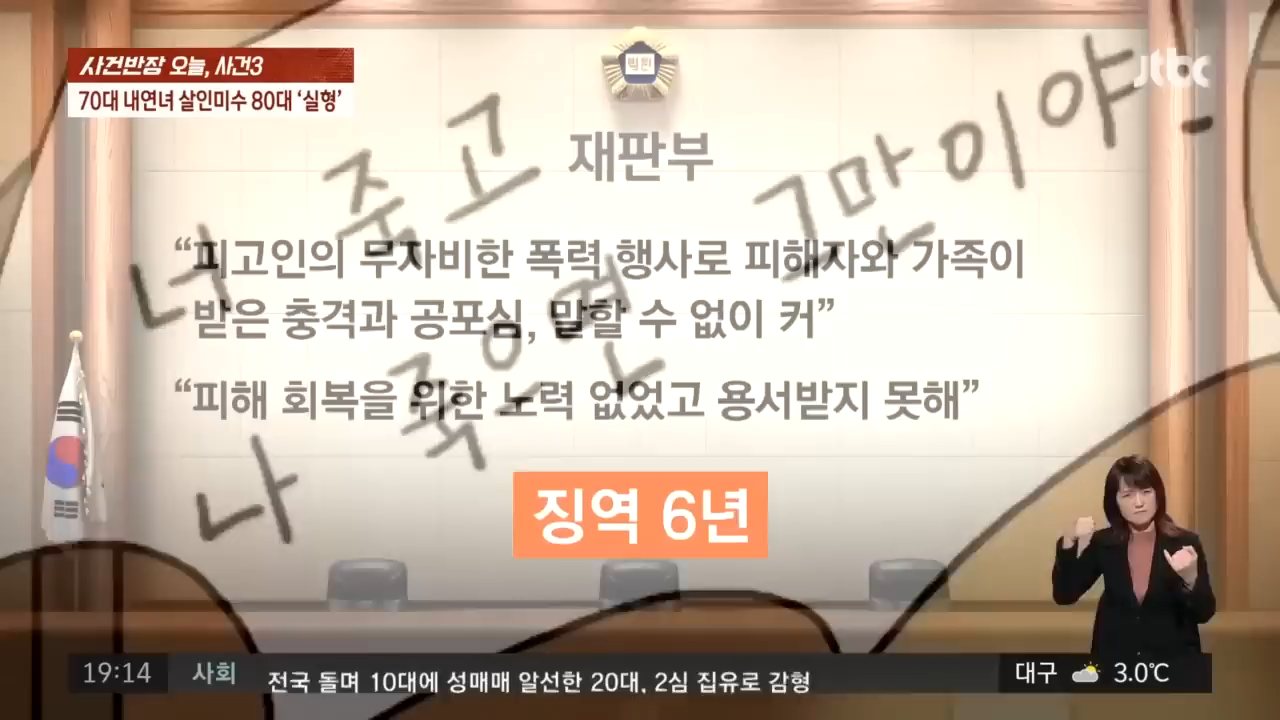 사건반장 오늘, 사건3
70대 내연녀 살인미수 80대 ‘실형’
jtbc
재판부
너 죽고
나 죽으면
그만이야
“피고인의 무자비한 폭력 행사로 피해자와 가족이
받은 충격과 공포심, 말할 수 없이 커”
“피해 회복을 위한 노력 없었고 용서받지 못해”
징역 6년
19:14 사회 전국 돌며 10대에 성매매 알선한 20대, 2심 집유로 감형 대구 3.0℃